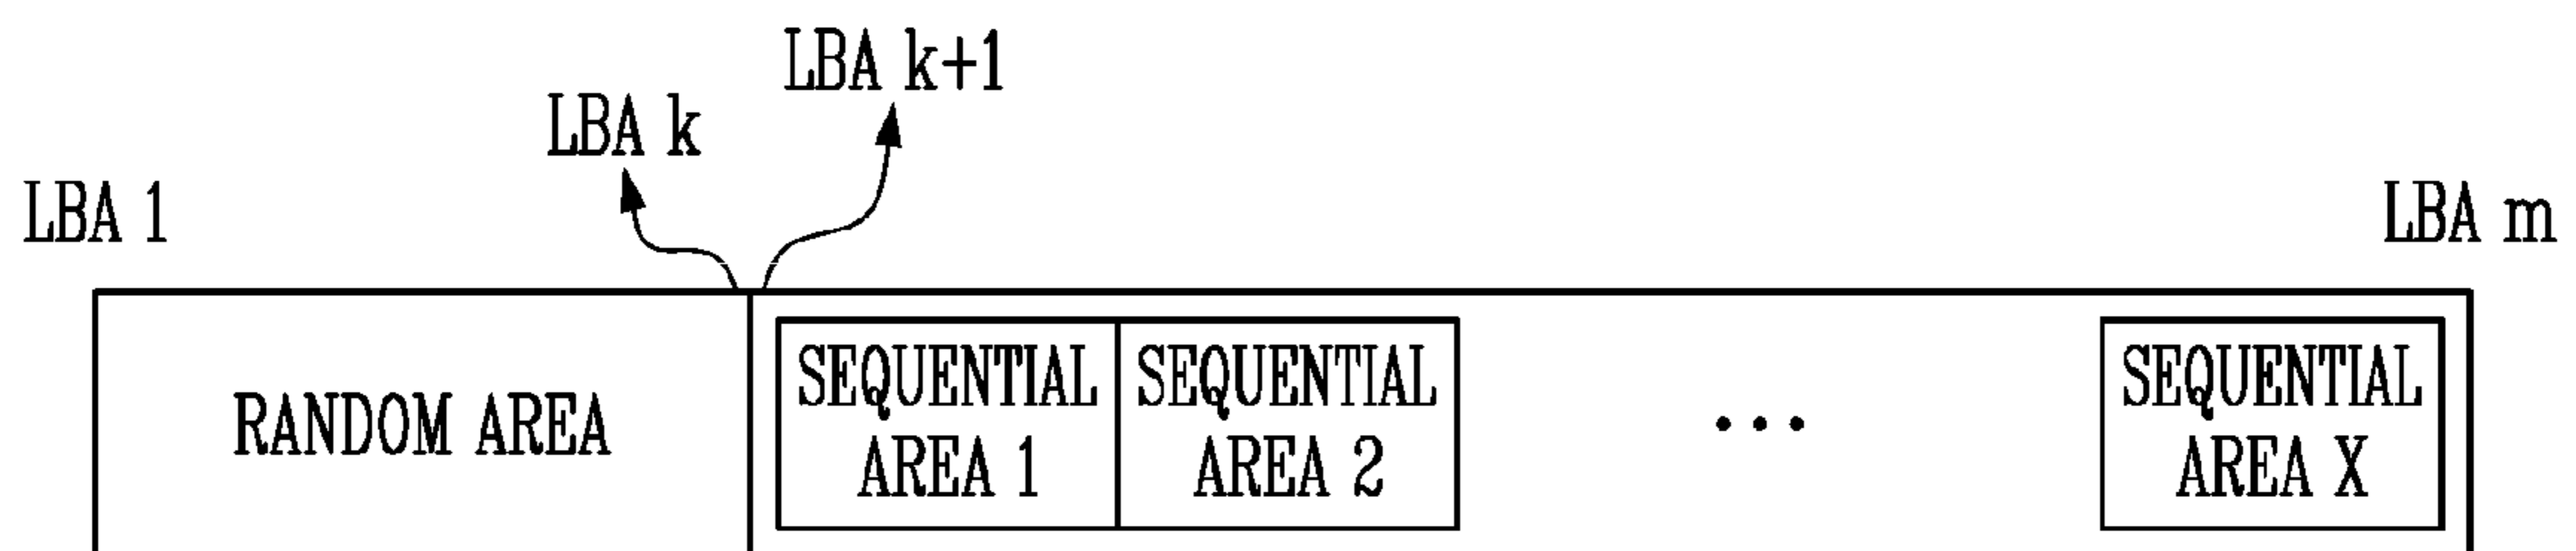 LBA k+1
LBA k
LBA 1
LBA m
RANDOM AREA
SEQUENTIAL
AREA 1
SEQUENTIAL
AREA 2
...
SEQUENTIAL
AREA X